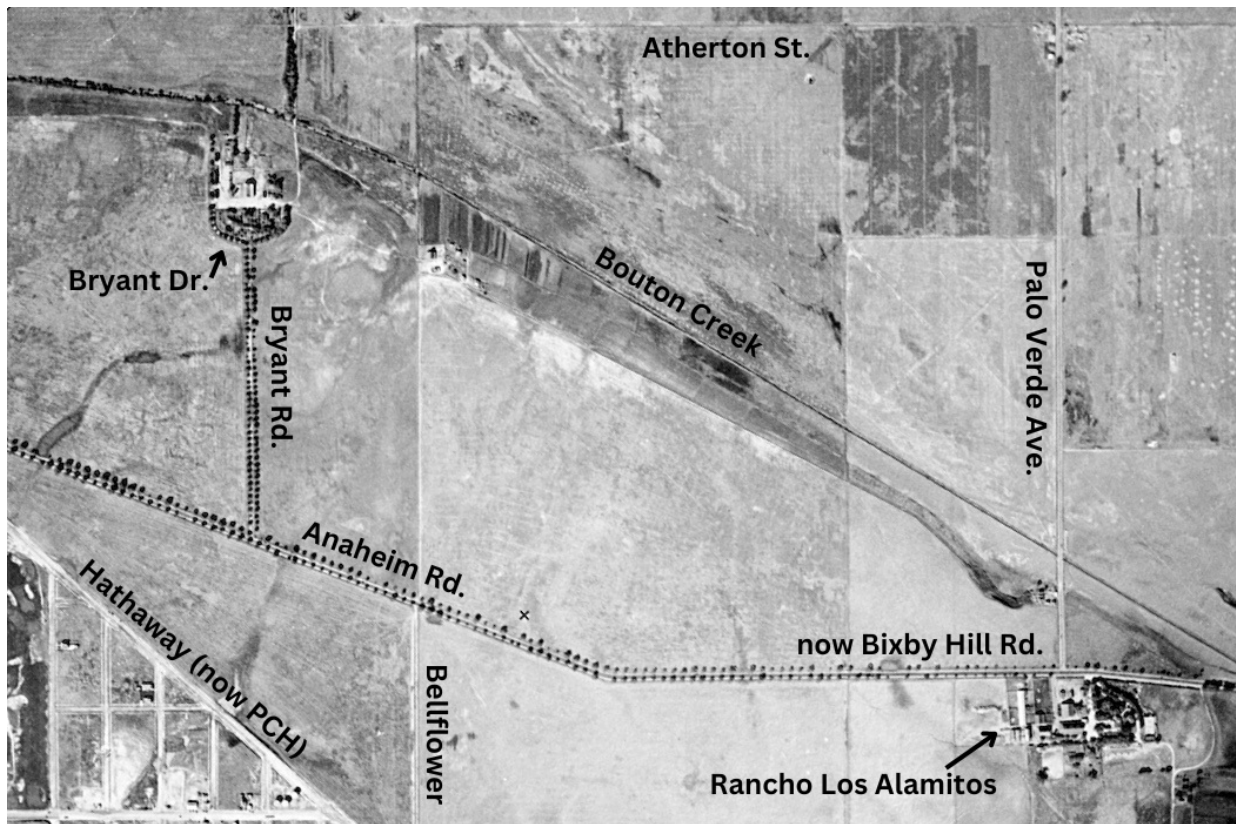 Atherton St.
Bouton Creek
Bryant Dr.
Bryant Rd.
Palo Verde Ave.
Anaheim Rd.
Hathaway (now PCH)
now Bixby Hill Rd.
Bellflower
Rancho Los Alamitos